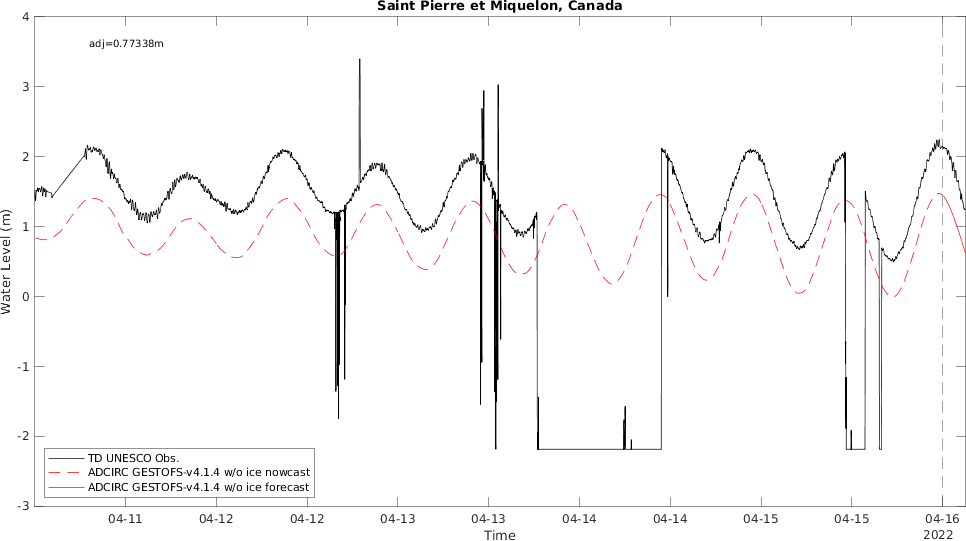 Saint Pierre et Miquelon, Canada
adj=0.77338m
4
3
2
1
0
-1
-2
-3
Water Level (m)
TD UNESCO Obs.
ADCIRC GESTOFS-v4.1.4 w/o ice nowcast
ADCIRC GESTOFS-v4.1.4 w/o ice forecast
04-11 04-12 04-12 04-13 04-13 04-14 04-14 04-15 04-15 04-16
Time
2022